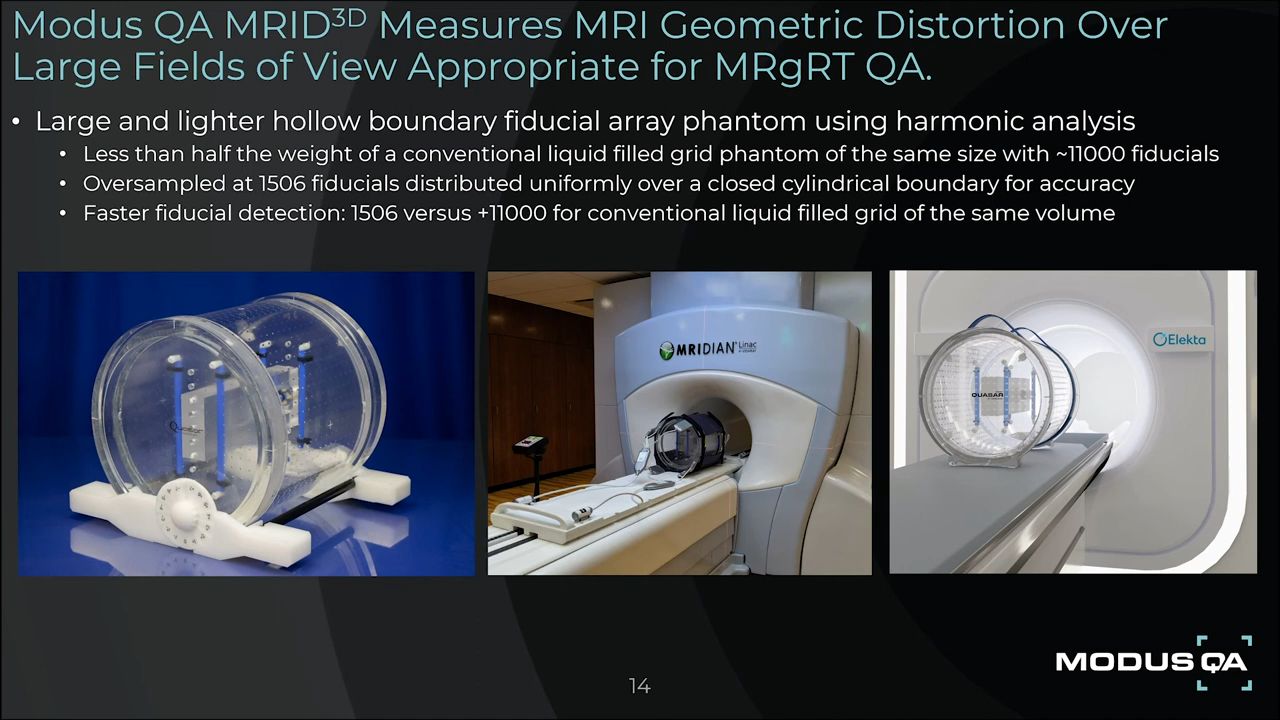 Modus QA MRID3D Measures MRI Geometric Distortion Over
Large Fields of View Appropriate for MRgRT QA.
• Large and lighter hollow boundary fiducial array phantom using harmonic analysis
• Less than half the weight of a conventional liquid filled grid phantom of the same size with ~11000 fiducials
• Oversampled at 1506 fiducials distributed uniformly over a closed cylindrical boundary for accuracy
• Faster fiducial detection: 1506 versus +11000 for conventional liquid filled grid of the same volume
MRIDIAN Linac
Elekta
QUASAR
MODUS QA
14